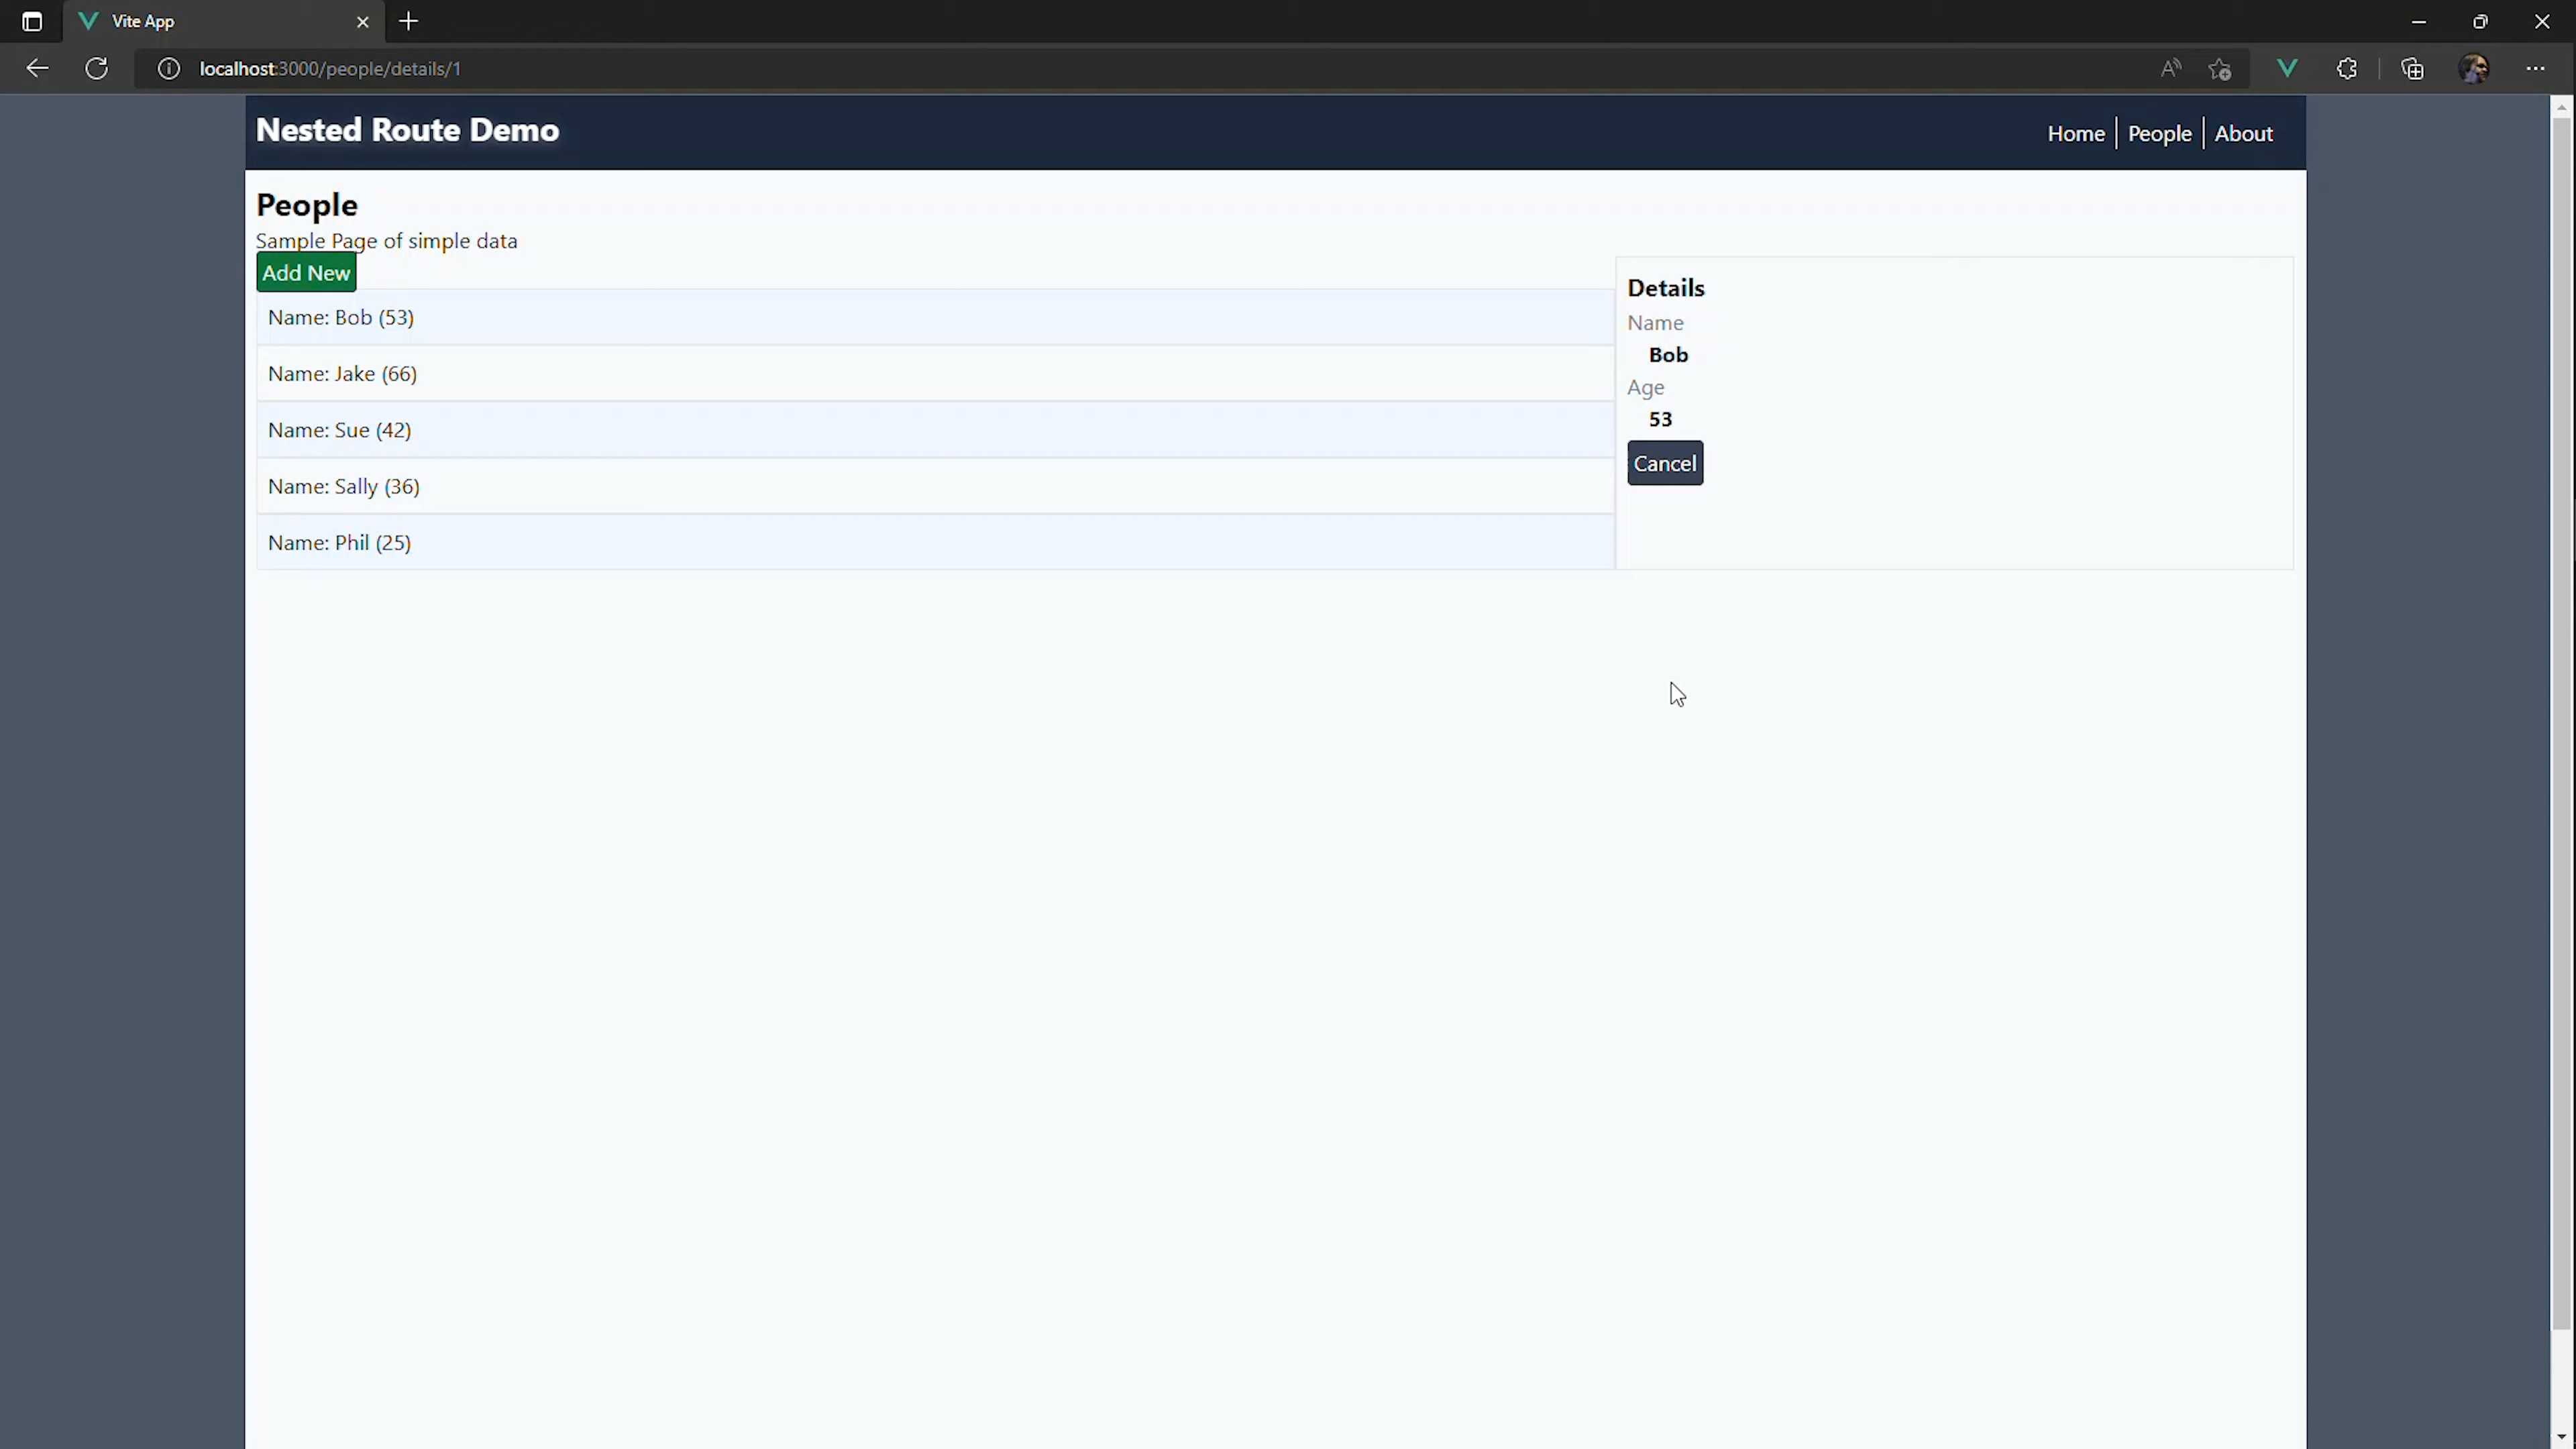 Vite App
localhost:3000/people/details/1
Nested Route Demo
Home
People
About
People
Sample Page of simple data
Add New
Name: Bob (53)
Name: Jake (66)
Name: Sue (42)
Name: Sally (36)
Name: Phil (25)
Details
Name
Bob
Age
53
Cancel